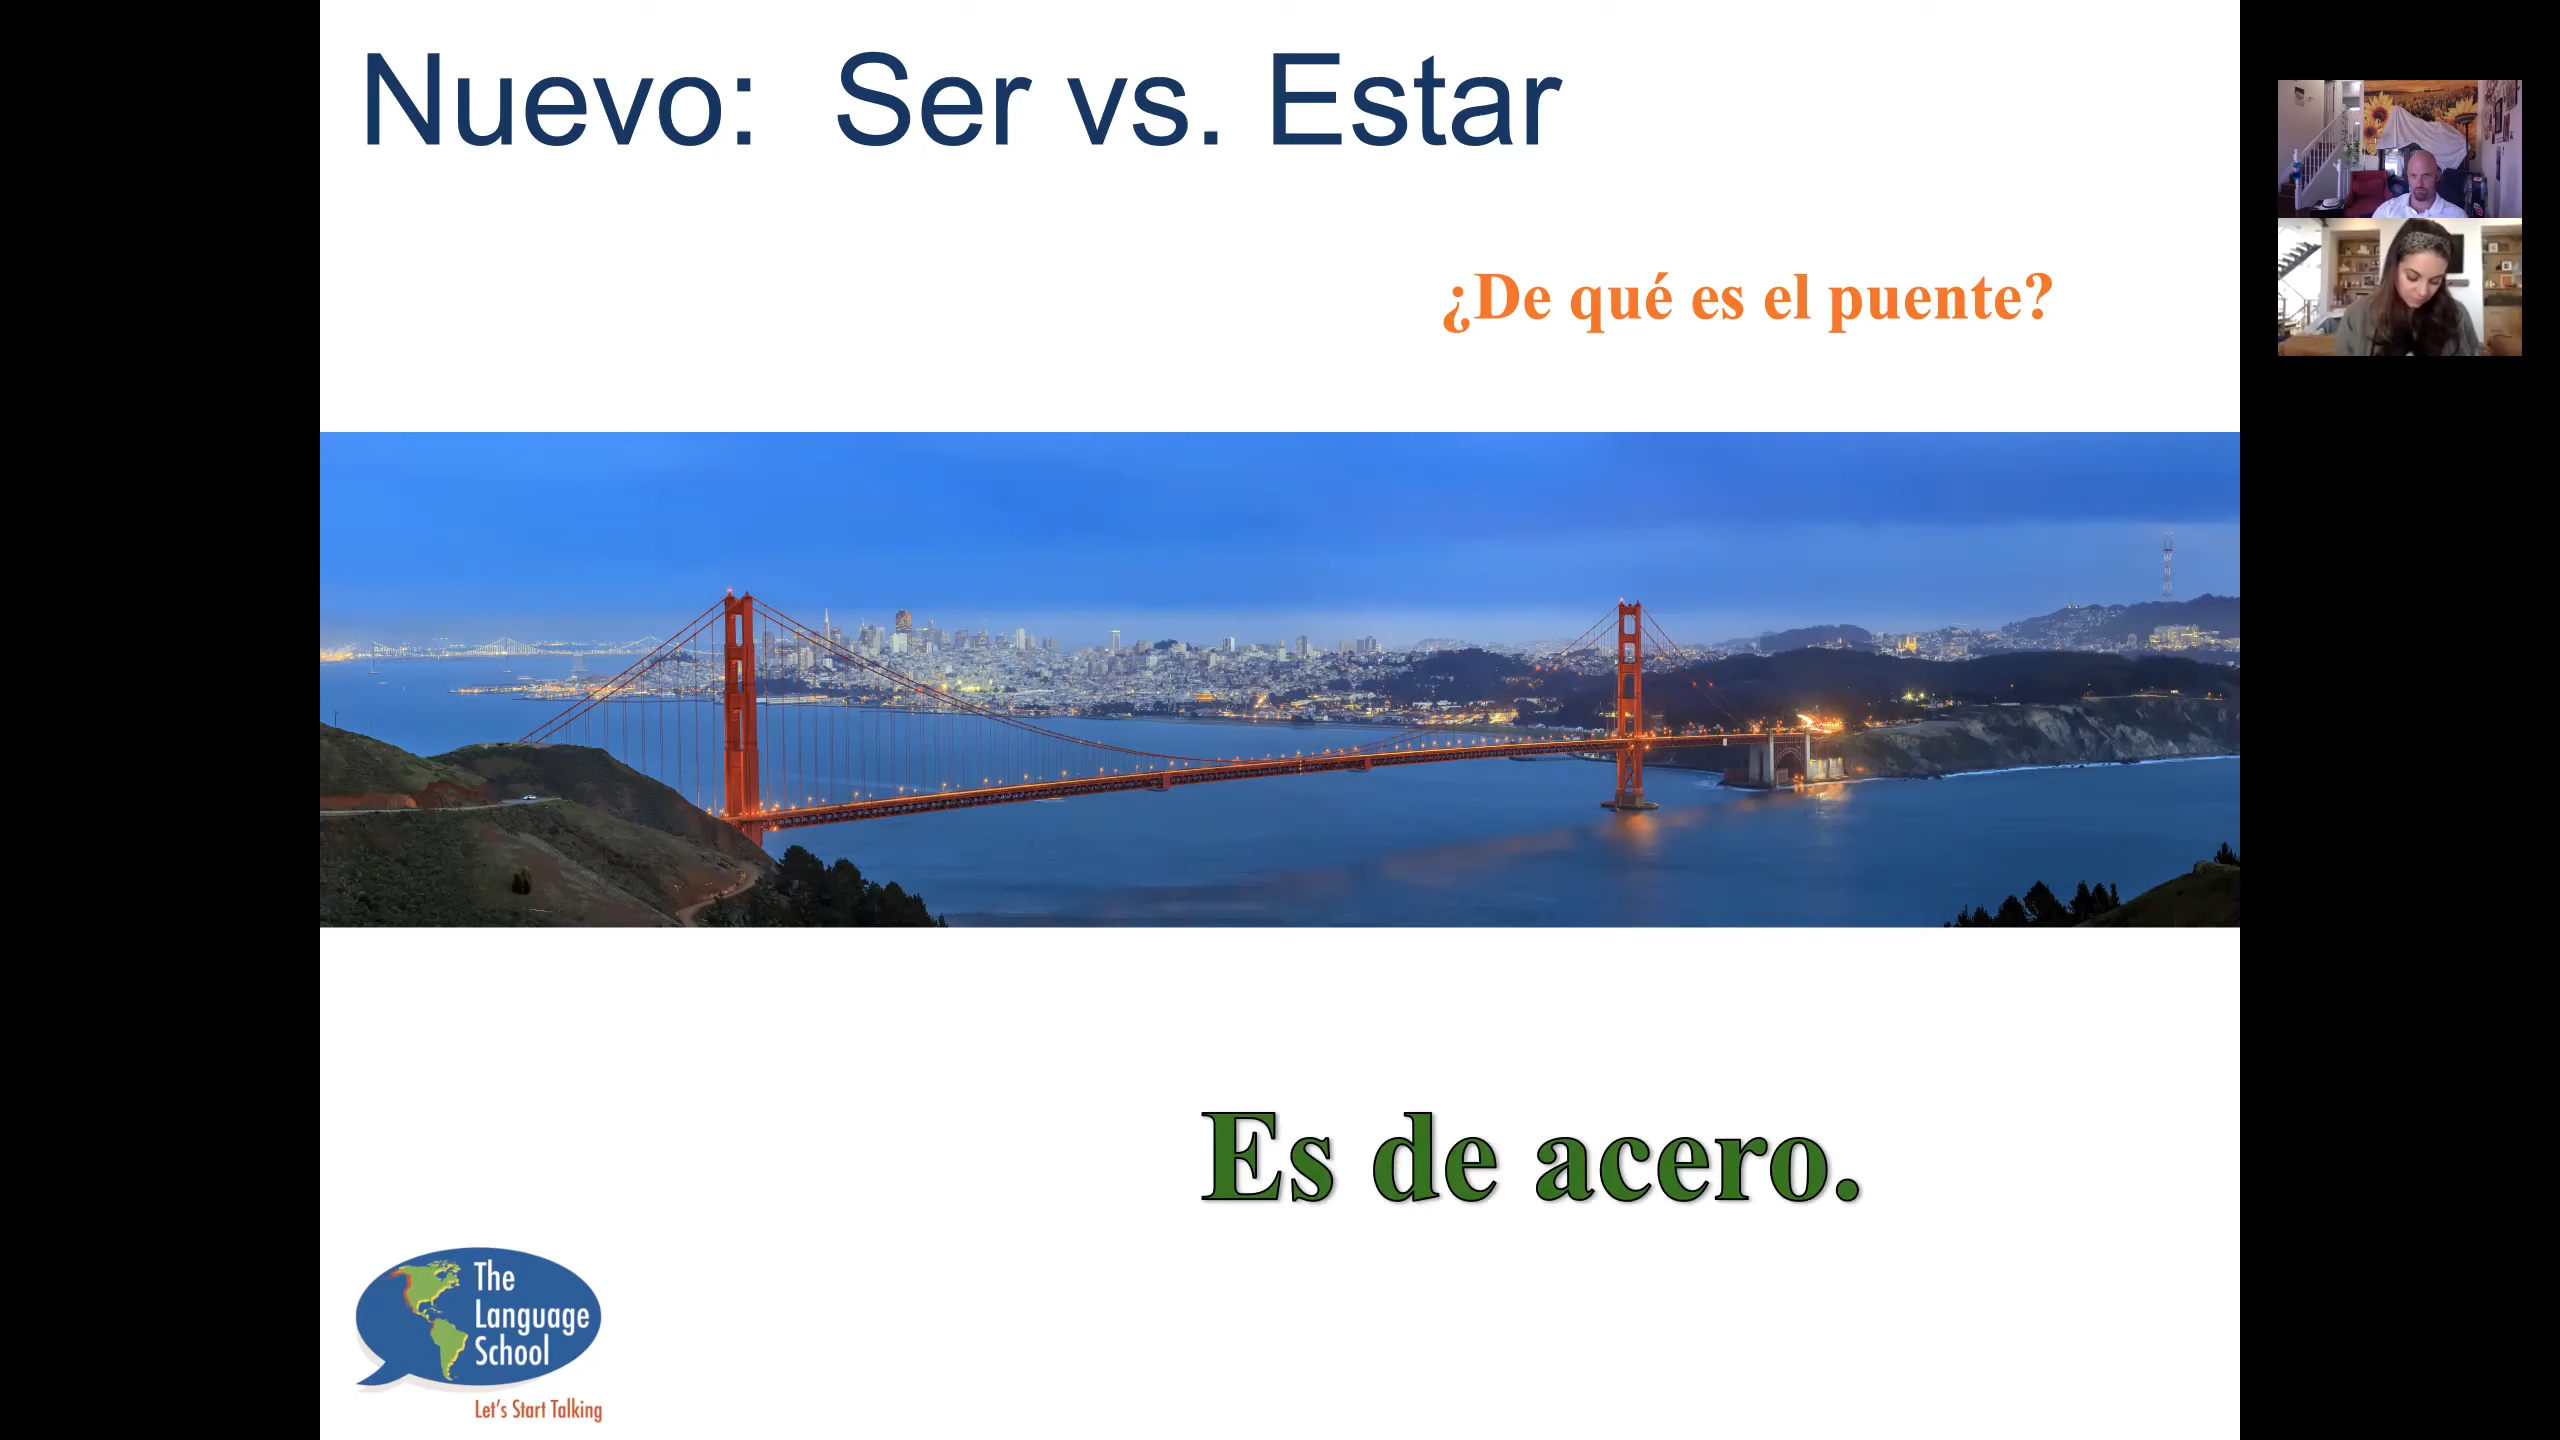 Nuevo:  Ser vs. Estar
¿De qué es el puente?
Es de acero.
The
Language
School
Let's Start Talking